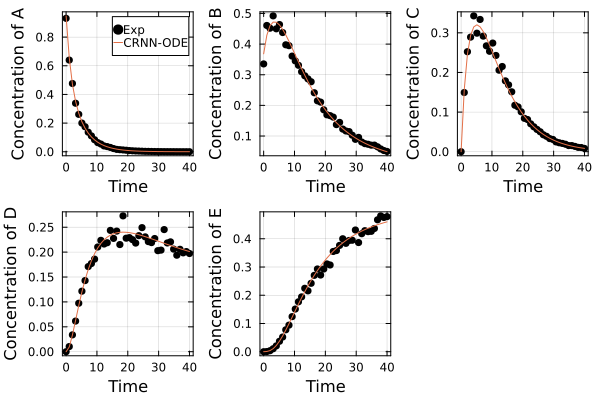 Concentration of A
0.8
0.6
0.4
0.2
0.0
0 10 20 30 40
Time
Exp
CRNN-ODE
Concentration of B
0.5
0.4
0.3
0.2
0.1
0 10 20 30 40
Time
Concentration of C
0.3
0.2
0.1
0.0
0 10 20 30 40
Time
Concentration of D
0.25
0.20
0.15
0.10
0.05
0.00
0 10 20 30 40
Time
Concentration of E
0.4
0.3
0.2
0.1
0.0
0 10 20 30 40
Time